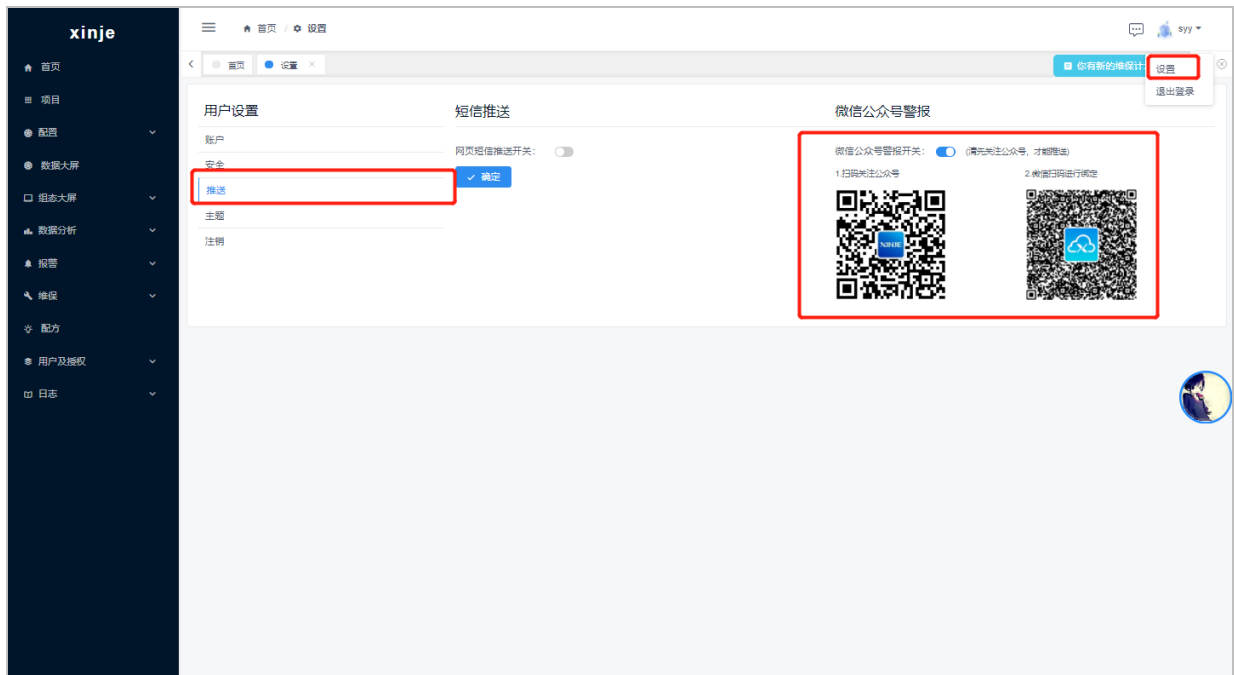 xinje
首页 / 设置
syy
首页
设置
你有新的维保计
设置
退出登录
首页
项目
配置
数据大屏
组态大屏
数据分析
报警
维保
配方
用户及授权
日志
用户设置
账户
安全
推送
主题
注销
短信推送
网页短信推送开关：
确定
微信公众号警报
微信公众号警报开关： (请先关注公众号，才能推送)
1.扫码关注公众号
2.微信扫码进行绑定
XINJE